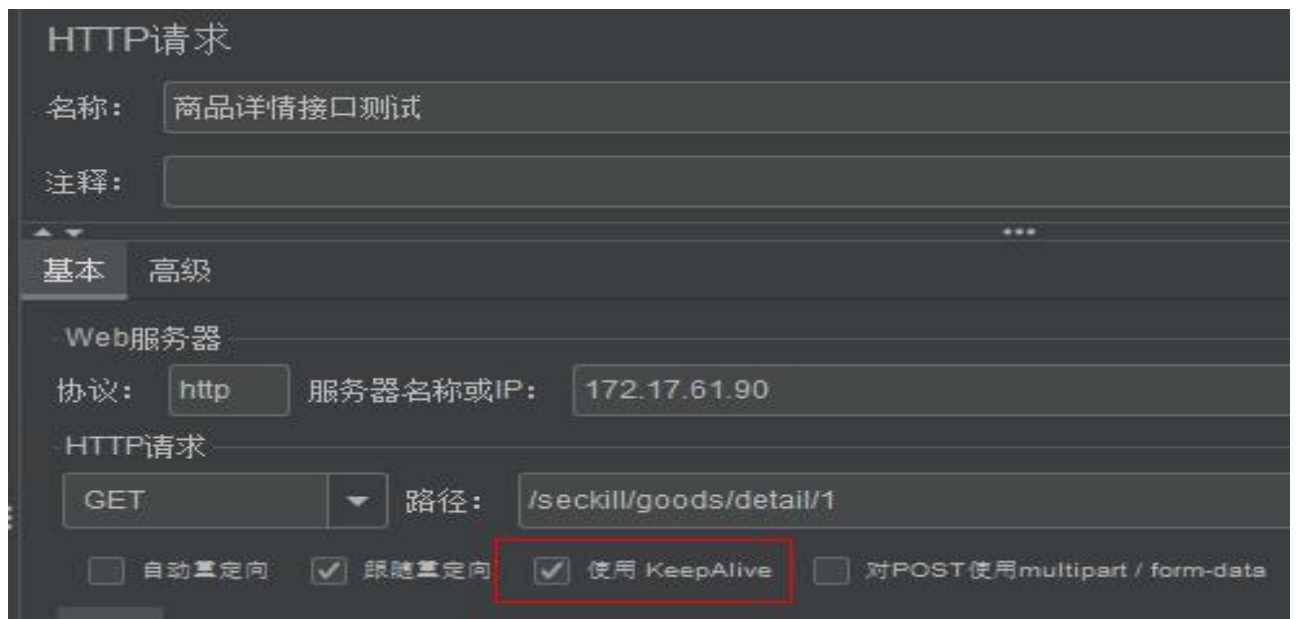 HTTP请求
名称： 商品详情接口测试
注释：
基本 高级
Web服务器
协议： http 服务器名称或IP： 172.17.61.90
HTTP请求
GET 路径： /seckill/goods/detail/1
自动重定向 跟随重定向 使用 KeepAlive 对POST使用multipart / form-data